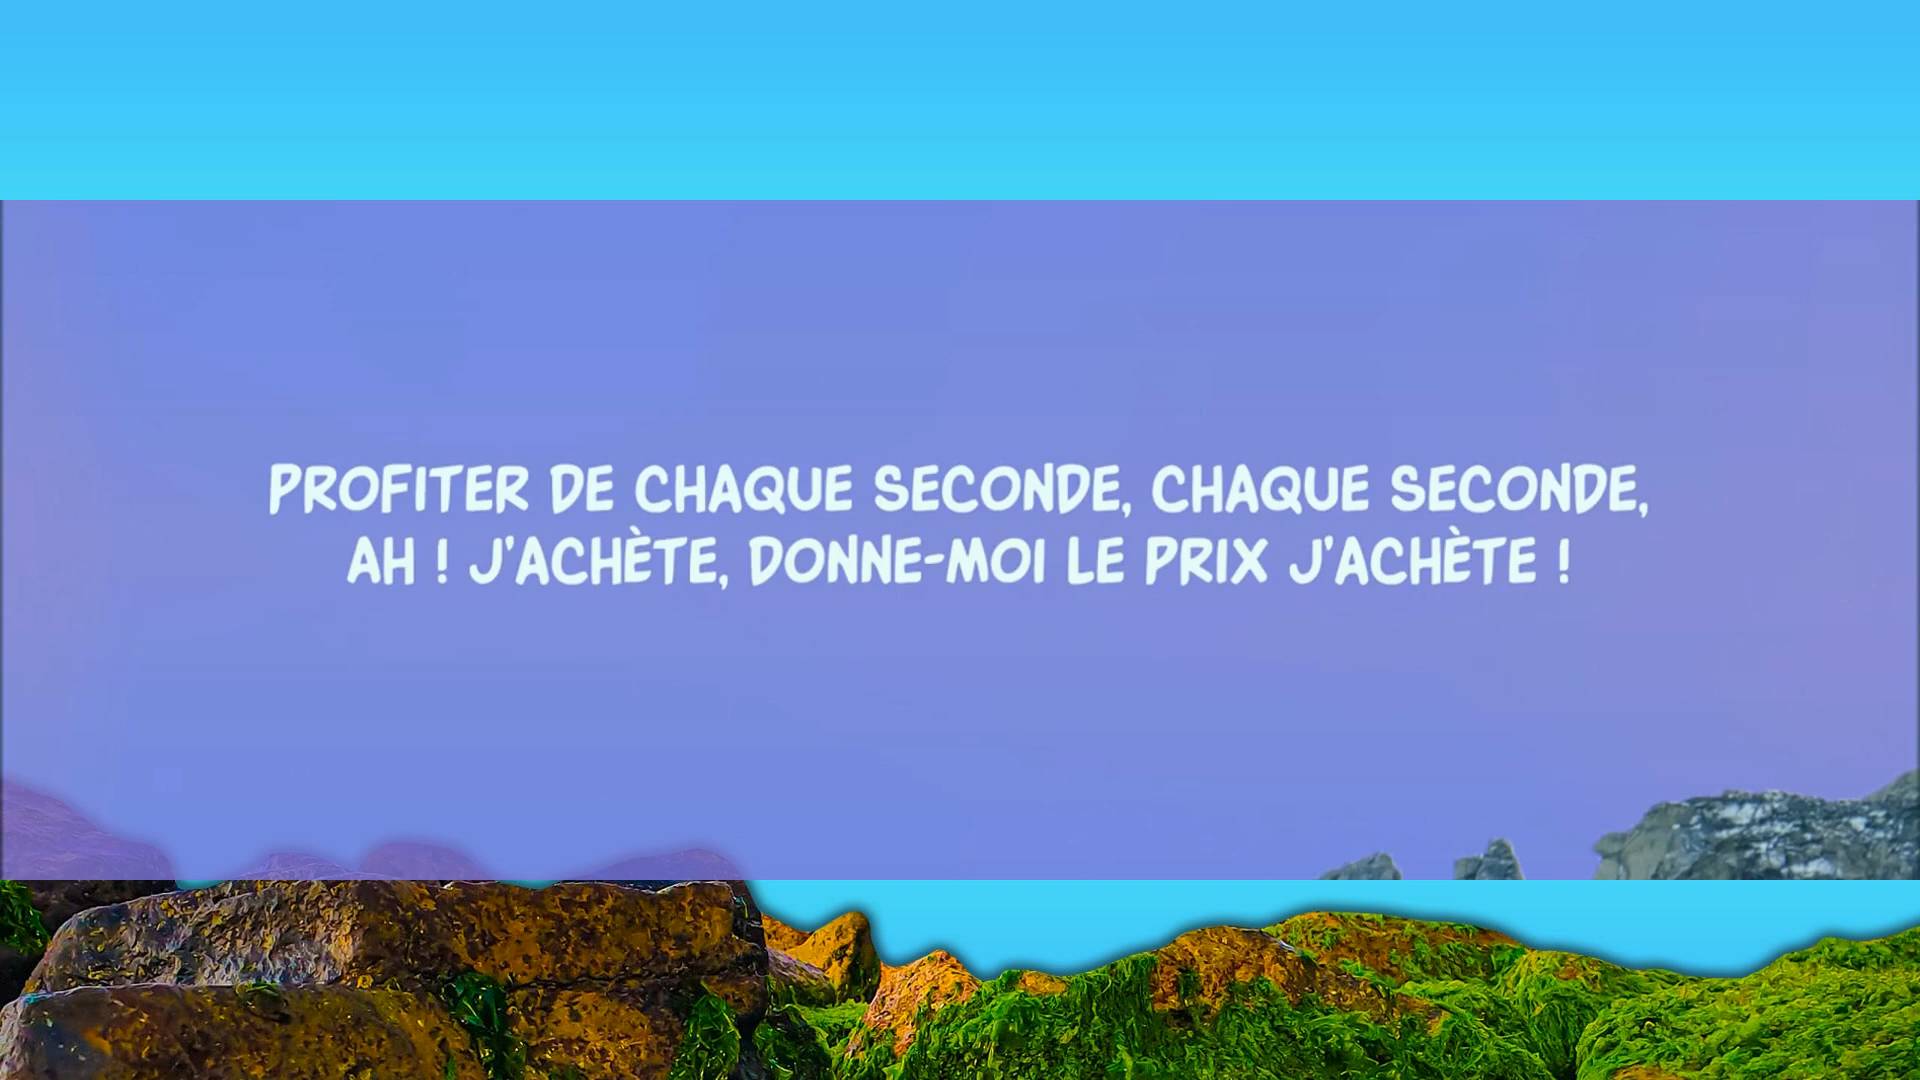 PROFITER DE CHAQUE SECONDE, CHAQUE SECONDE,
AH ! J'ACHÈTE, DONNE-MOI LE PRIX J'ACHÈTE !